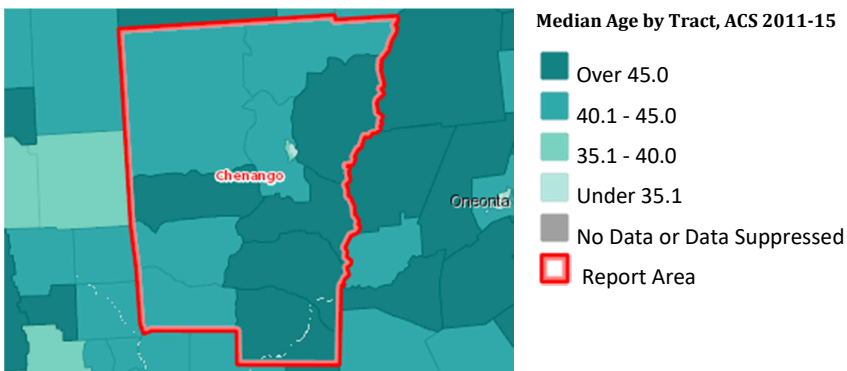 Median Age by Tract, ACS 2011-15
Over 45.0
40.1 - 45.0
35.1 - 40.0
Under 35.1
No Data or Data Suppressed
Report Area
Chenango
Oneonta